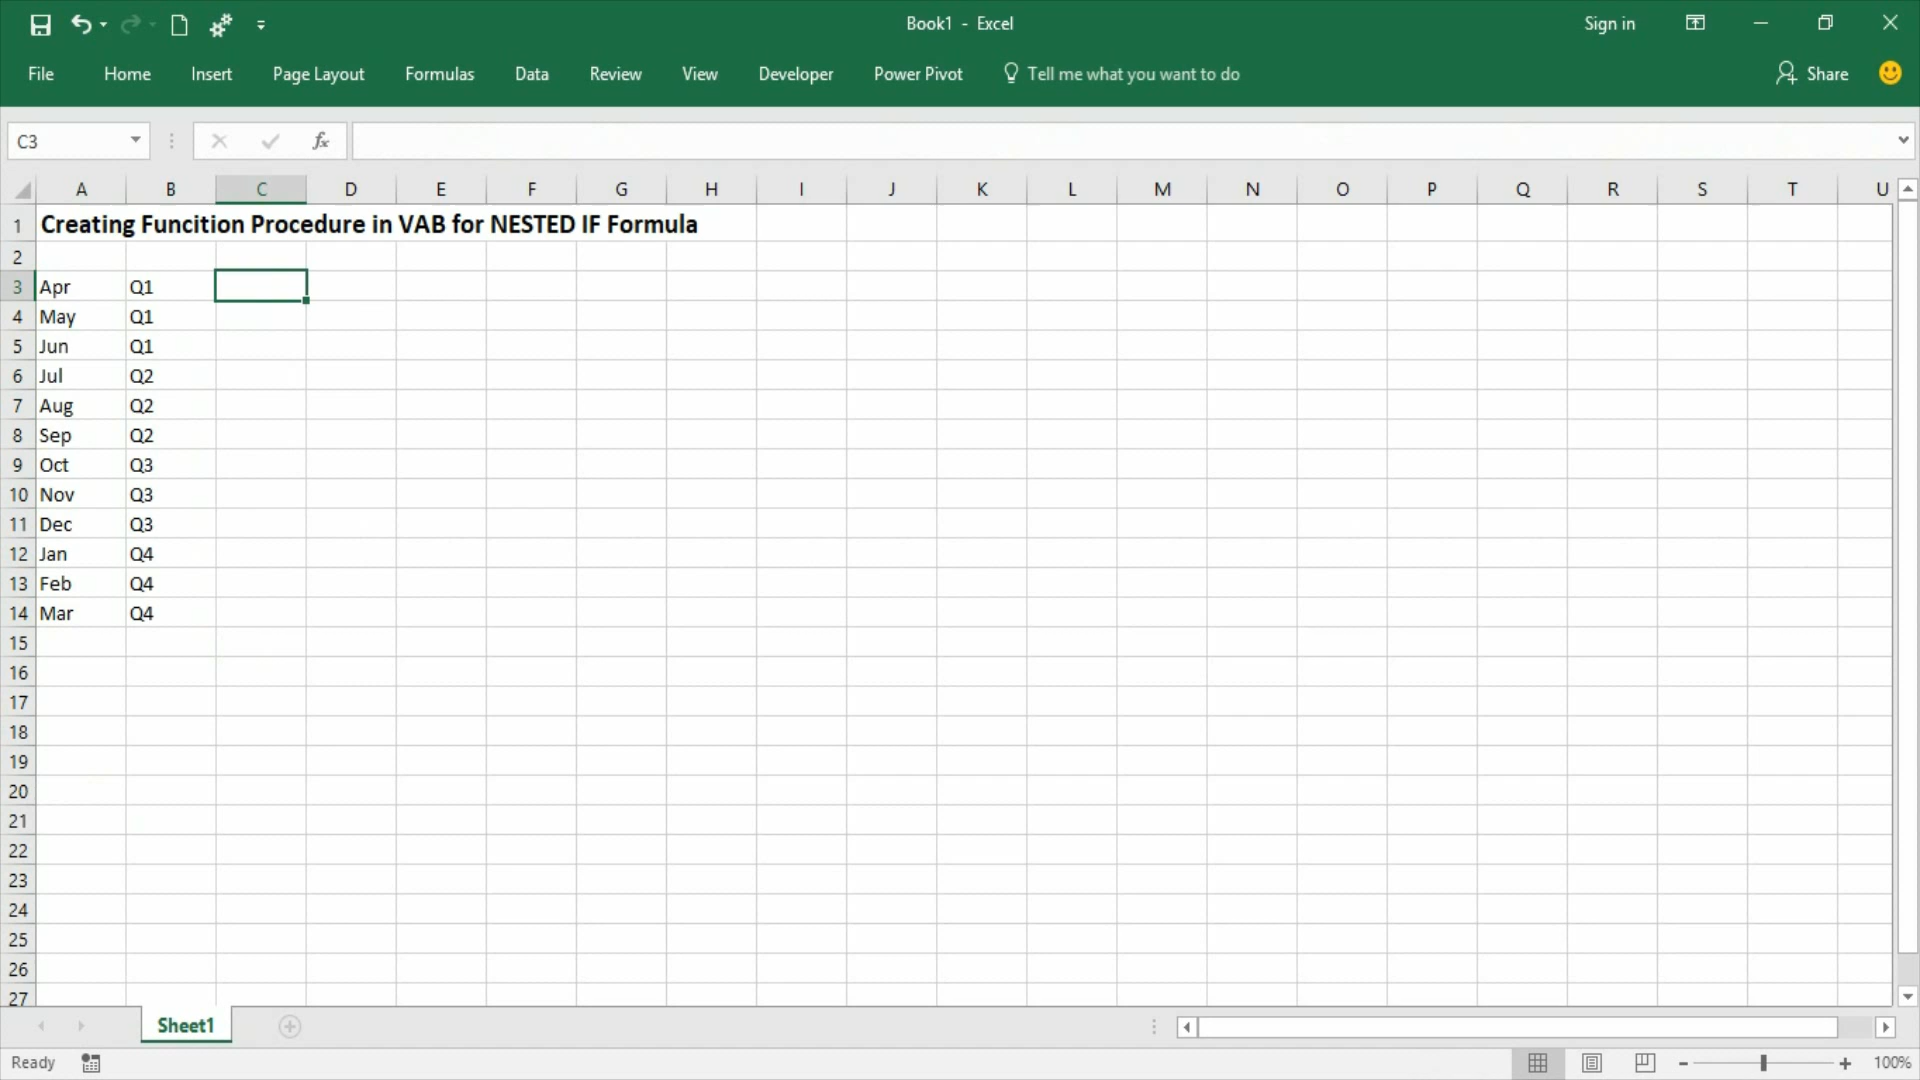 Book1 - Excel
Sign in
File Home Insert Page Layout Formulas Data Review View Developer Power Pivot Tell me what you want to do Share
C3 fx
A B C D E F G H I J K L M N O P Q R S T U
1 Creating Funcition Procedure in VAB for NESTED IF Formula
2
3 Apr Q1
4 May Q1
5 Jun Q1
6 Jul Q2
7 Aug Q2
8 Sep Q2
9 Oct Q3
10 Nov Q3
11 Dec Q3
12 Jan Q4
13 Feb Q4
14 Mar Q4
15
16
17
18
19
20
21
22
23
24
25
26
27
Sheet1
Ready 100%